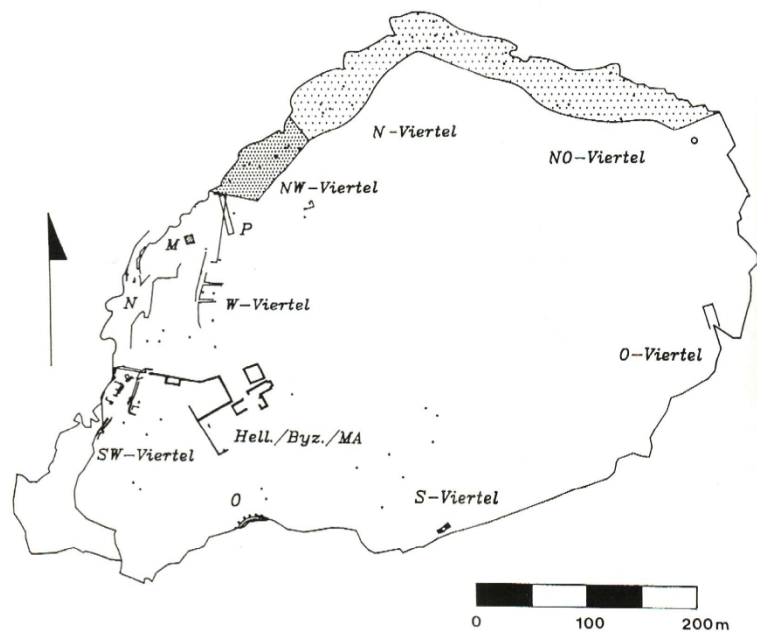 N-Viertel
NO-Viertel
NW-Viertel
P
M
N
W-Viertel
O-Viertel
Hell./Byz./MA
SW-Viertel
O
S-Viertel
0 100 200m